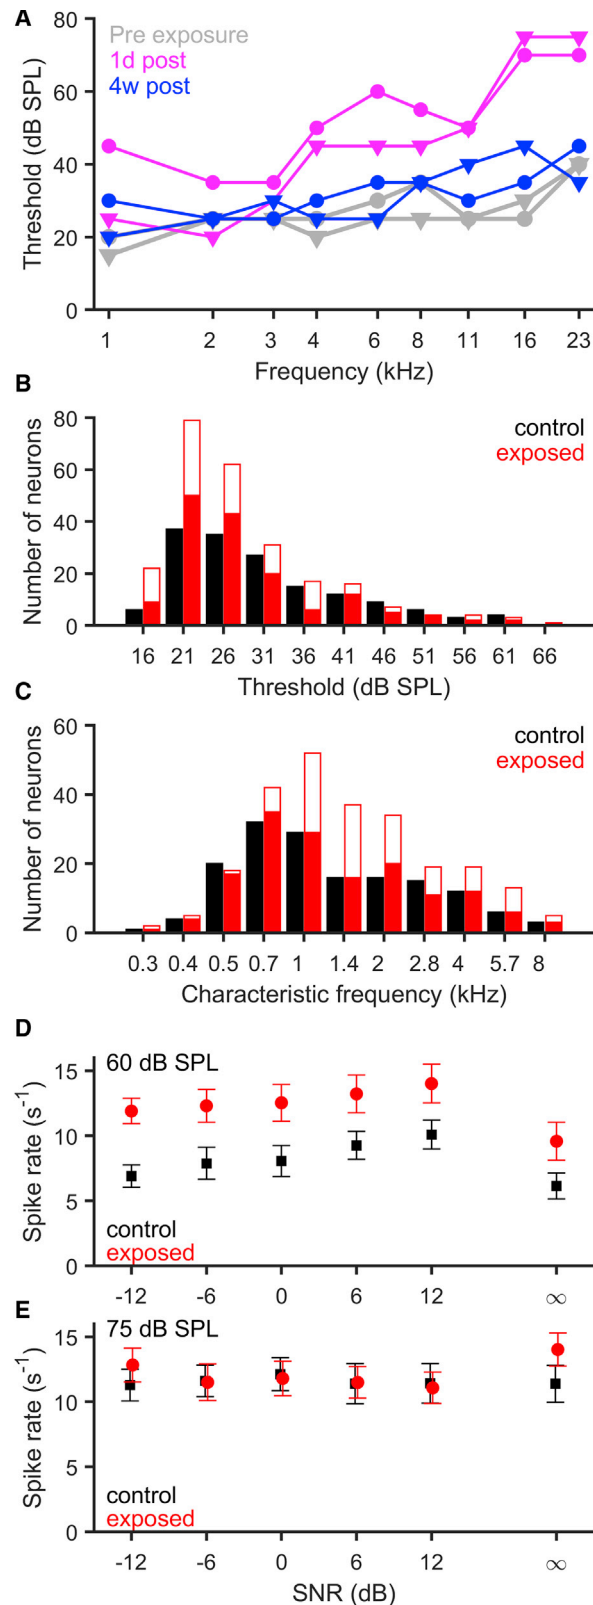 A
Pre exposure
1d post
4w post
Threshold (dB SPL)
80
60
40
20
0
1 2 3 4 6 8 11 16 23
Frequency (kHz)
B
control
exposed
Number of neurons
80
60
40
20
0
16 21 26 31 36 41 46 51 56 61 66
Threshold (dB SPL)
C
control
exposed
Number of neurons
60
40
20
0
0.3 0.4 0.5 0.7 1 1.4 2 2.8 4 5.7 8
Characteristic frequency (kHz)
D
60 dB SPL
Spike rate (s⁻¹)
15
10
5
0
control
exposed
-12 -6 0 6 12 ∞
E
75 dB SPL
Spike rate (s⁻¹)
15
10
5
0
control
exposed
-12 -6 0 6 12 ∞
SNR (dB)